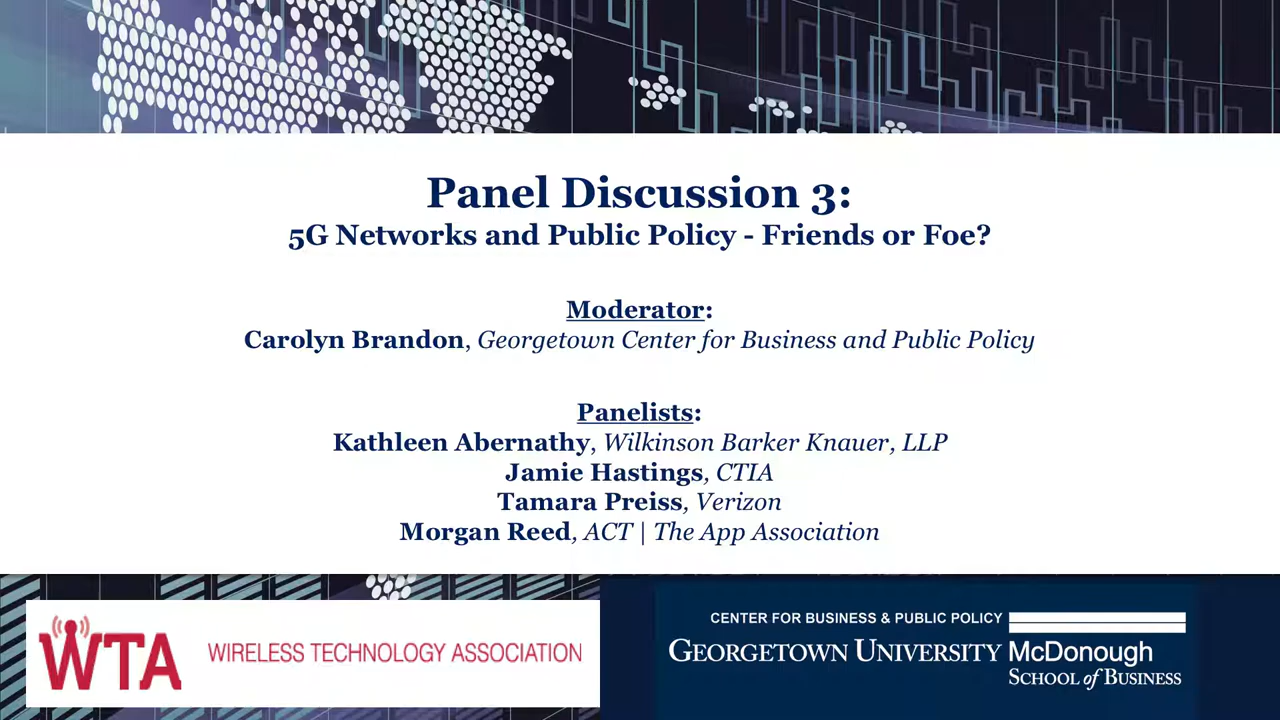 Panel Discussion 3:
5G Networks and Public Policy - Friends or Foe?
Moderator:
Carolyn Brandon, Georgetown Center for Business and Public Policy
Panelists:
Kathleen Abernathy, Wilkinson Barker Knauer, LLP
Jamie Hastings, CTIA
Tamara Preiss, Verizon
Morgan Reed, ACT | The App Association
WTA WIRELESS TECHNOLOGY ASSOCIATION
CENTER FOR BUSINESS & PUBLIC POLICY
GEORGETOWN UNIVERSITY McDonough
SCHOOL of BUSINESS